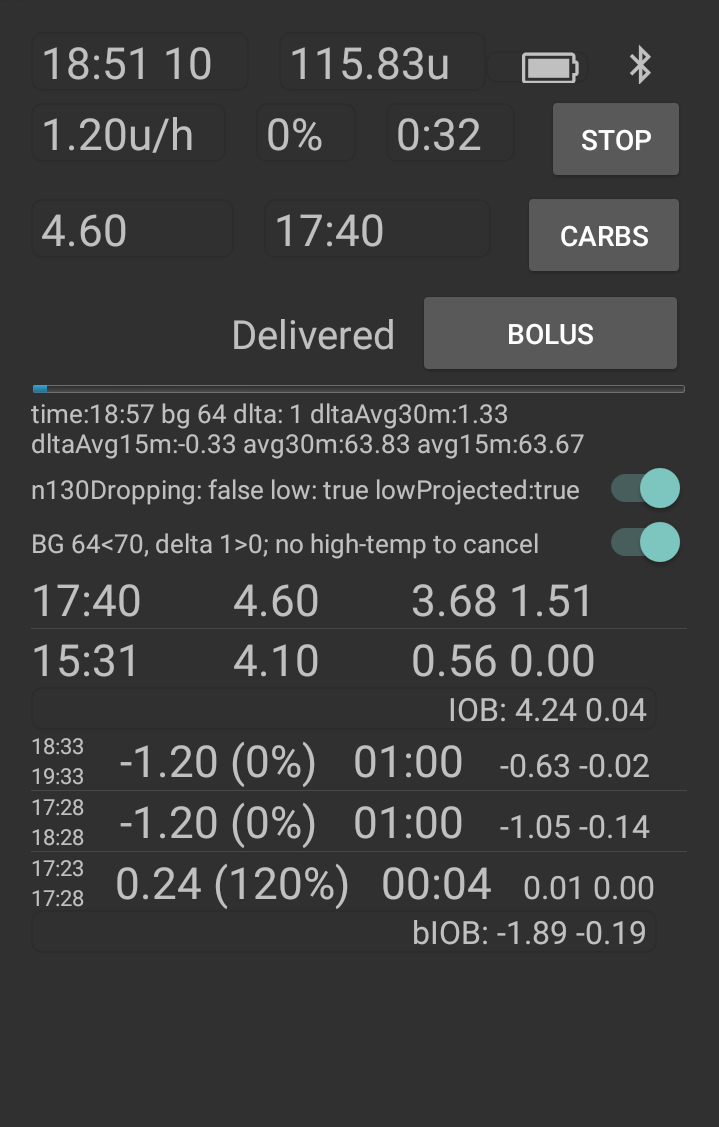 18:51 10 115.83u
1.20u/h 0% 0:32 STOP
4.60 17:40 CARBS
Delivered BOLUS
time:18:57 bg 64 dlta: 1 dltaAvg30m:1.33
dltaAvg15m:-0.33 avg30m:63.83 avg15m:63.67
n130Dropping: false low: true lowProjected:true
BG 64<70, delta 1>0; no high-temp to cancel
17:40 4.60 3.68 1.51
15:31 4.10 0.56 0.00
IOB: 4.24 0.04
18:33
19:33 -1.20 (0%) 01:00 -0.63 -0.02
17:28
18:28 -1.20 (0%) 01:00 -1.05 -0.14
17:23
17:28 0.24 (120%) 00:04 0.01 0.00
bIOB: -1.89 -0.19